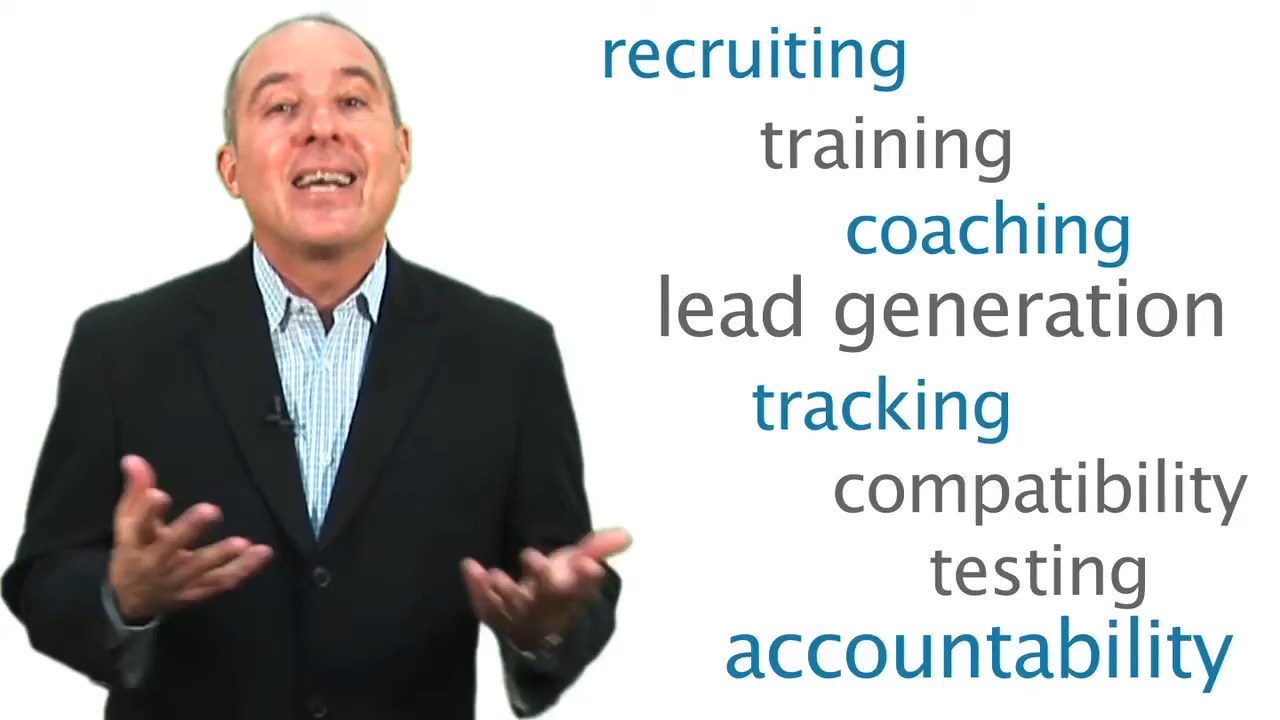 recruiting
training
coaching
lead generation
tracking
compatibility
testing
accountability